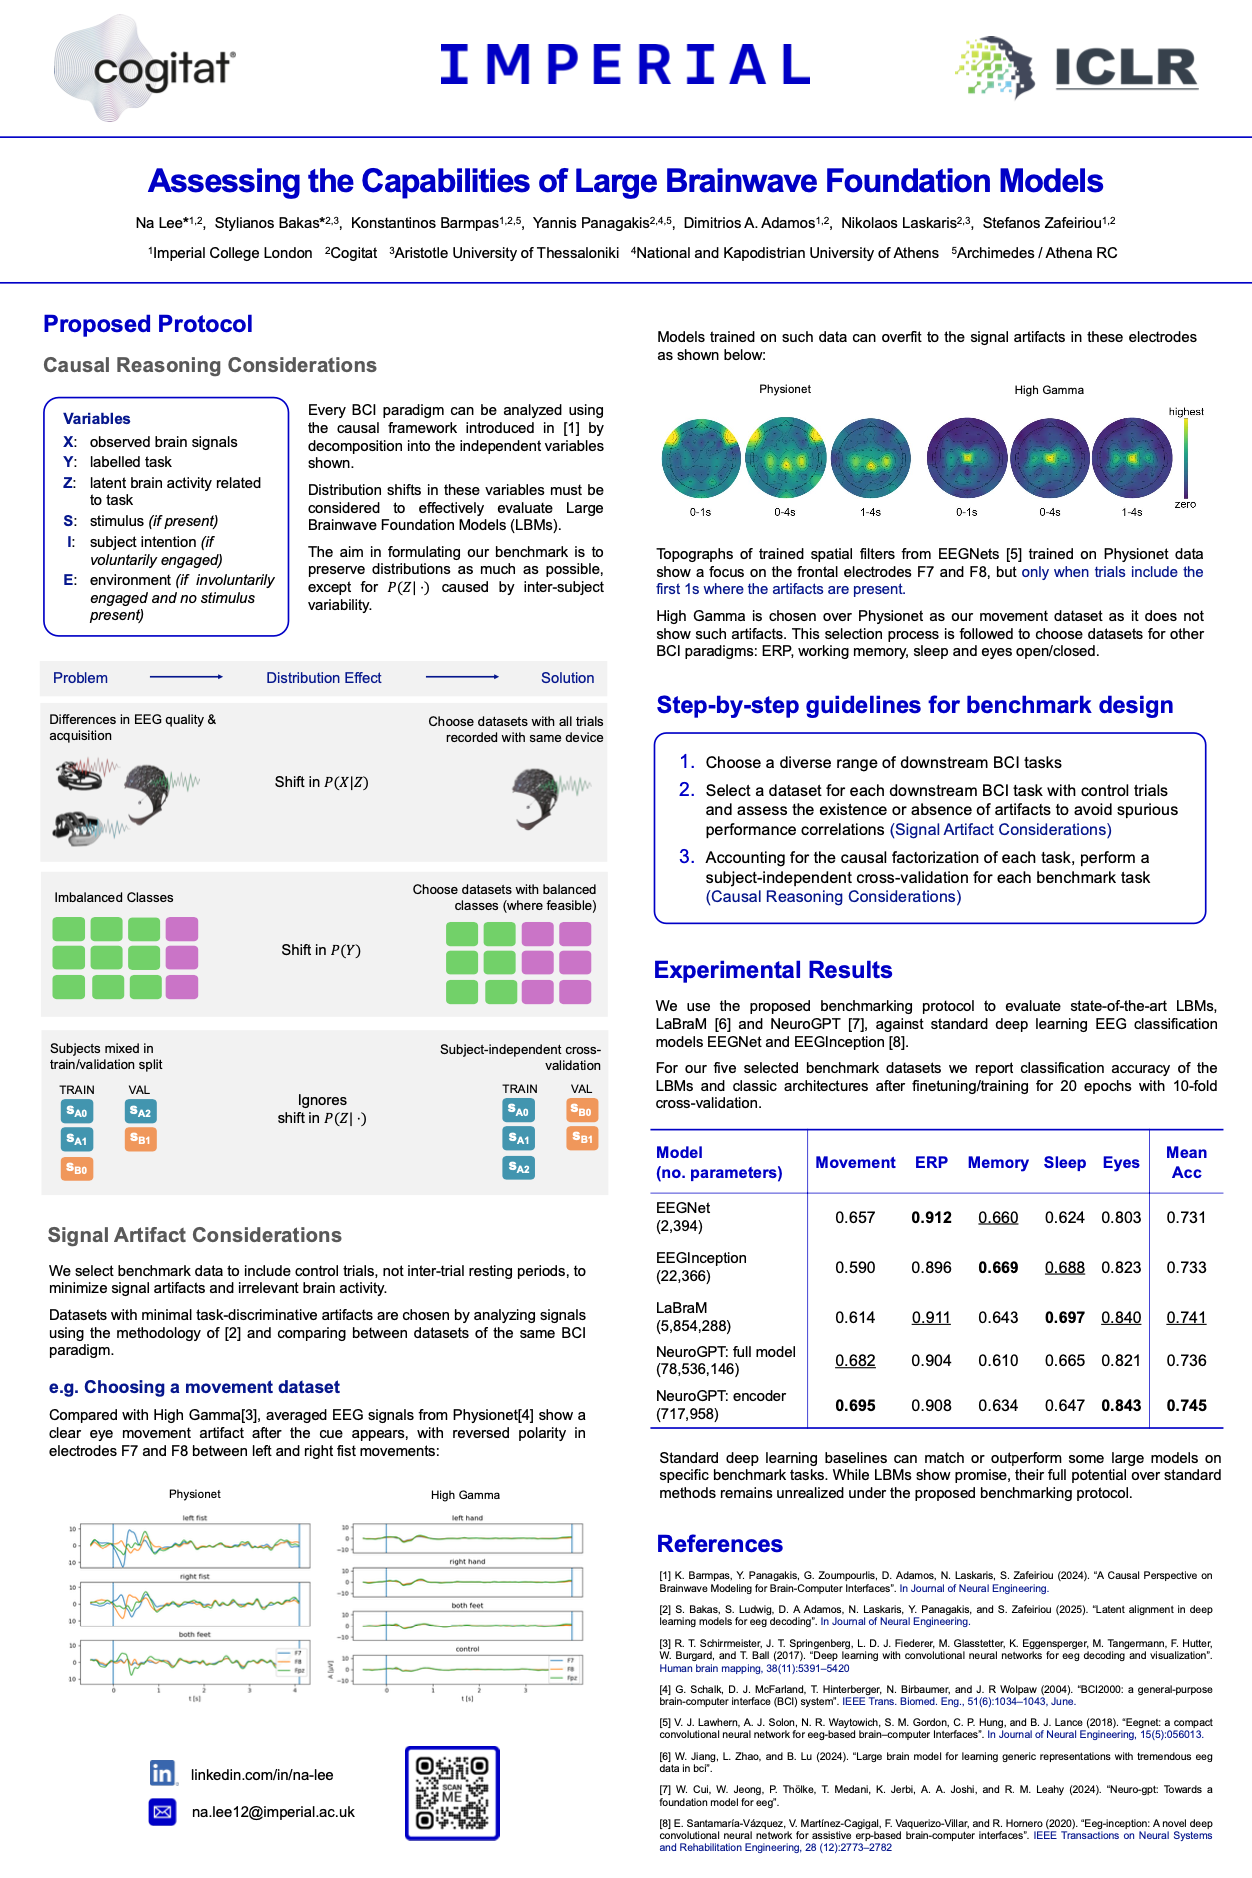 cogitat®
IMPERIAL
ICLR
Assessing the Capabilities of Large Brainwave Foundation Models
Na Lee*1,2, Stylianos Bakas*2,3, Konstantinos Barmpas1,2,5, Yannis Panagakis2,4,5, Dimitrios A. Adamos1,2, Nikolaos Laskaris2,3, Stefanos Zafeiriou1,2
1Imperial College London 2Cogitat 3Aristotle University of Thessaloniki 4National and Kapodistrian University of Athens 5Archimedes / Athena RC
Proposed Protocol
Causal Reasoning Considerations
Variables
X: observed brain signals
Y: labelled task
Z: latent brain activity related
to task
S: stimulus (if present)
I: subject intention (if
voluntarily engaged)
E: environment (if involuntarily
engaged and no stimulus
present)
Every BCI paradigm can be analyzed using
the causal framework introduced in [1] by
decomposition into the independent variables
shown.
Distribution shifts in these variables must be
considered to effectively evaluate Large
Brainwave Foundation Models (LBMs).
The aim in formulating our benchmark is to
preserve distributions as much as possible,
except for P(Z| ·) caused by inter-subject
variability.
Problem
Distribution Effect
Solution
Differences in EEG quality &
acquisition
Shift in P(X|Z)
Choose datasets with all trials
recorded with same device
Imbalanced Classes
Shift in P(Y)
Choose datasets with balanced
classes (where feasible)
Subjects mixed in
train/validation split
TRAIN VAL
SA0 SA2
SA1 SB1
SB0
Ignores
shift in P(Z| ·)
Subject-independent cross-
validation
TRAIN VAL
SA0 SB0
SA1 SB1
SA2
Signal Artifact Considerations
We select benchmark data to include control trials, not inter-trial resting periods, to
minimize signal artifacts and irrelevant brain activity.
Datasets with minimal task-discriminative artifacts are chosen by analyzing signals
using the methodology of [2] and comparing between datasets of the same BCI
paradigm.
e.g. Choosing a movement dataset
Compared with High Gamma[3], averaged EEG signals from Physionet[4] show a
clear eye movement artifact after the cue appears, with reversed polarity in
electrodes F7 and F8 between left and right fist movements:
Physionet
left fist
10
0
10
right fist
10
0
10
both feet
10
0
10
F7
F8
Fpz
0 1 2 3 4
t [s]
High Gamma
left hand
10
0
−10
right hand
10
0
−10
both feet
10
0
−10
control
10
0
−10
A [µV]
F7
F8
Fpz
0 1 2 3
t [s]
linkedin.com/in/na-lee
na.lee12@imperial.ac.uk
SCAN
ME
Models trained on such data can overfit to the signal artifacts in these electrodes
as shown below:
Physionet
High Gamma
highest
zero
0-1s 0-4s 1-4s 0-1s 0-4s 1-4s
Topographs of trained spatial filters from EEGNets [5] trained on Physionet data
show a focus on the frontal electrodes F7 and F8, but only when trials include the
first 1s where the artifacts are present.
High Gamma is chosen over Physionet as our movement dataset as it does not
show such artifacts. This selection process is followed to choose datasets for other
BCI paradigms: ERP, working memory, sleep and eyes open/closed.
Step-by-step guidelines for benchmark design
1. Choose a diverse range of downstream BCI tasks
2. Select a dataset for each downstream BCI task with control trials
and assess the existence or absence of artifacts to avoid spurious
performance correlations (Signal Artifact Considerations)
3. Accounting for the causal factorization of each task, perform a
subject-independent cross-validation for each benchmark task
(Causal Reasoning Considerations)
Experimental Results
We use the proposed benchmarking protocol to evaluate state-of-the-art LBMs,
LaBraM [6] and NeuroGPT [7], against standard deep learning EEG classification
models EEGNet and EEGInception [8].
For our five selected benchmark datasets we report classification accuracy of the
LBMs and classic architectures after finetuning/training for 20 epochs with 10-fold
cross-validation.
Model
(no. parameters) Movement ERP Memory Sleep Eyes Mean
Acc
EEGNet
(2,394) 0.657 0.912 0.660 0.624 0.803 0.731
EEGInception
(22,366) 0.590 0.896 0.669 0.688 0.823 0.733
LaBraM
(5,854,288) 0.614 0.911 0.643 0.697 0.840 0.741
NeuroGPT: full model
(78,536,146) 0.682 0.904 0.610 0.665 0.821 0.736
NeuroGPT: encoder
(717,958) 0.695 0.908 0.634 0.647 0.843 0.745
Standard deep learning baselines can match or outperform some large models on
specific benchmark tasks. While LBMs show promise, their full potential over standard
methods remains unrealized under the proposed benchmarking protocol.
References
[1] K. Barmpas, Y. Panagakis, G. Zoumpourlis, D. Adamos, N. Laskaris, S. Zafeiriou (2024). “A Causal Perspective on
Brainwave Modeling for Brain-Computer Interfaces”. In Journal of Neural Engineering.
[2] S. Bakas, S. Ludwig, D. A Adamos, N. Laskaris, Y. Panagakis, and S. Zafeiriou (2025). “Latent alignment in deep
learning models for eeg decoding”. In Journal of Neural Engineering.
[3] R. T. Schirrmeister, J. T. Springenberg, L. D. J. Fiederer, M. Glasstetter, K. Eggensperger, M. Tangermann, F. Hutter,
W. Burgard, and T. Ball (2017). “Deep learning with convolutional neural networks for eeg decoding and visualization”.
Human brain mapping, 38(11):5391–5420
[4] G. Schalk, D. J. McFarland, T. Hinterberger, N. Birbaumer, and J. R Wolpaw (2004). “BCI2000: a general-purpose
brain-computer interface (BCI) system”. IEEE Trans. Biomed. Eng., 51(6):1034–1043, June.
[5] V. J. Lawhern, A. J. Solon, N. R. Waytowich, S. M. Gordon, C. P. Hung, and B. J. Lance (2018). “Eegnet: a compact
convolutional neural network for eeg-based brain–computer Interfaces”. In Journal of Neural Engineering, 15(5):056013.
[6] W. Jiang, L. Zhao, and B. Lu (2024). “Large brain model for learning generic representations with tremendous eeg
data in bci”.
[7] W. Cui, W. Jeong, P. Thölke, T. Medani, K. Jerbi, A. A. Joshi, and R. M. Leahy (2024). “Neuro-gpt: Towards a
foundation model for eeg”.
[8] E. Santamaría-Vázquez, V. Martínez-Cagigal, F. Vaquerizo-Villar, and R. Hornero (2020). “Eeg-inception: A novel deep
convolutional neural network for assistive erp-based brain-computer interfaces”. IEEE Transactions on Neural Systems
and Rehabilitation Engineering, 28 (12):2773–2782